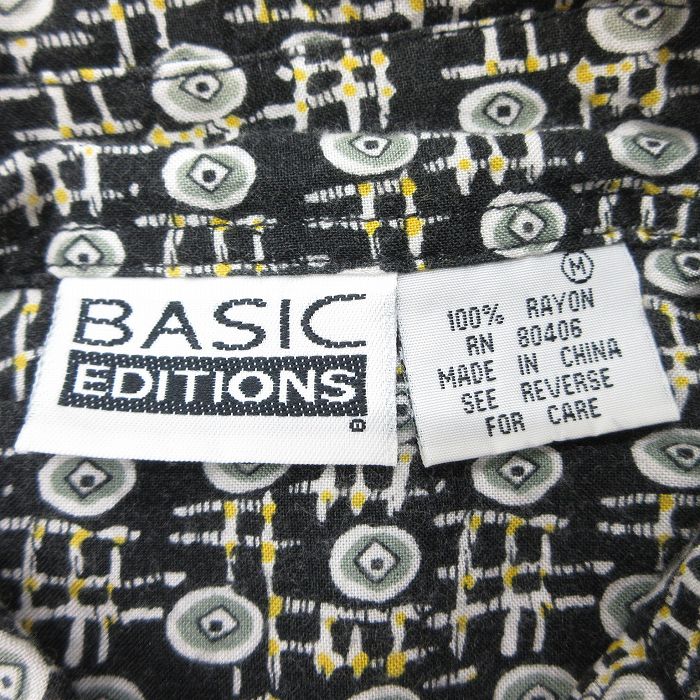 BASIC
EDITIONS
®
M
100% RAYON
RN 80406
MADE IN CHINA
SEE REVERSE
FOR CARE